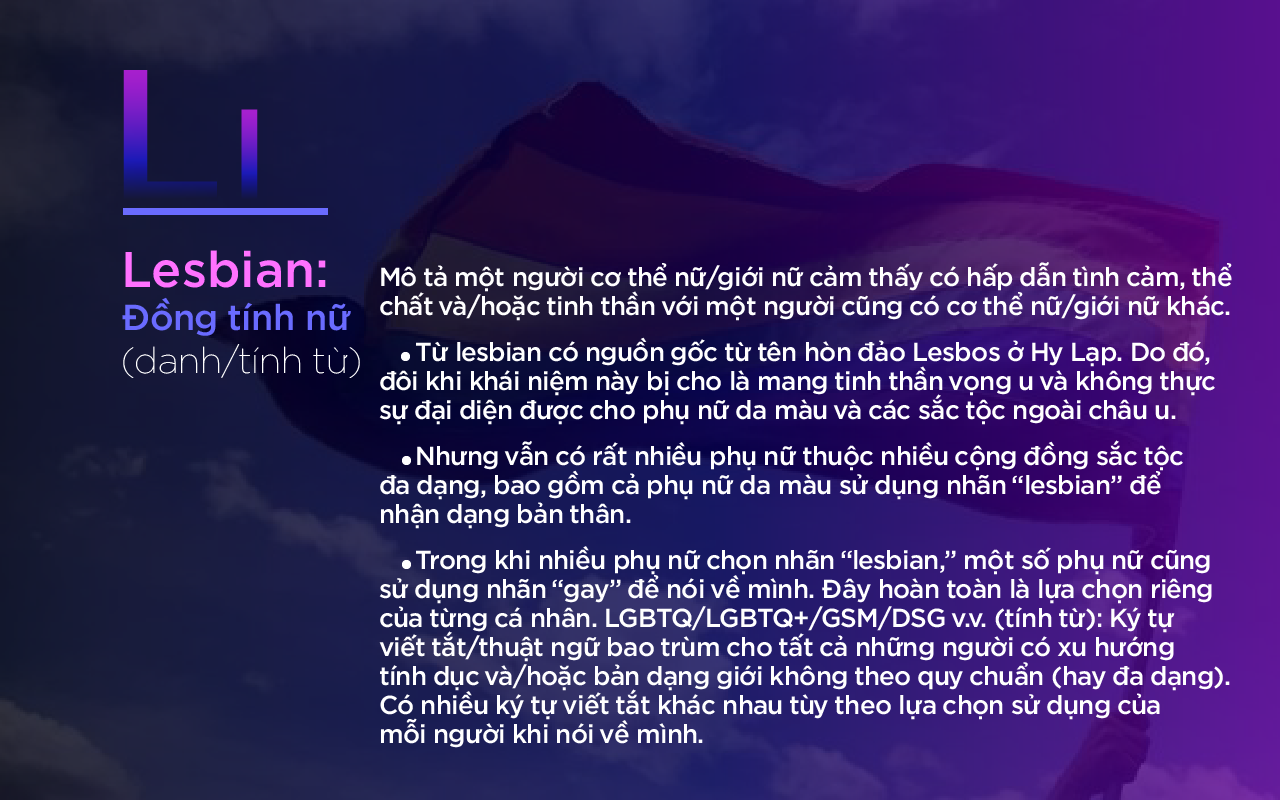 Lı
Lesbian:
Đồng tính nữ
(danh/tính từ)
Mô tả một người cơ thể nữ/giới nữ cảm thấy có hấp dẫn tình cảm, thể
chất và/hoặc tinh thần với một người cũng có cơ thể nữ/giới nữ khác.
•Từ lesbian có nguồn gốc từ tên hòn đảo Lesbos ở Hy Lạp. Do đó,
đôi khi khái niệm này bị cho là mang tinh thần vọng u và không thực
sự đại diện được cho phụ nữ da màu và các sắc tộc ngoài châu u.
•Nhưng vẫn có rất nhiều phụ nữ thuộc nhiều cộng đồng sắc tộc
đa dạng, bao gồm cả phụ nữ da màu sử dụng nhãn “lesbian” để
nhận dạng bản thân.
•Trong khi nhiều phụ nữ chọn nhãn “lesbian,” một số phụ nữ cũng
sử dụng nhãn “gay” để nói về mình. Đây hoàn toàn là lựa chọn riêng
của từng cá nhân. LGBTQ/LGBTQ+/GSM/DSG v.v. (tính từ): Ký tự
viết tắt/thuật ngữ bao trùm cho tất cả những người có xu hướng
tính dục và/hoặc bản dạng giới không theo quy chuẩn (hay đa dạng).
Có nhiều ký tự viết tắt khác nhau tùy theo lựa chọn sử dụng của
mỗi người khi nói về mình.